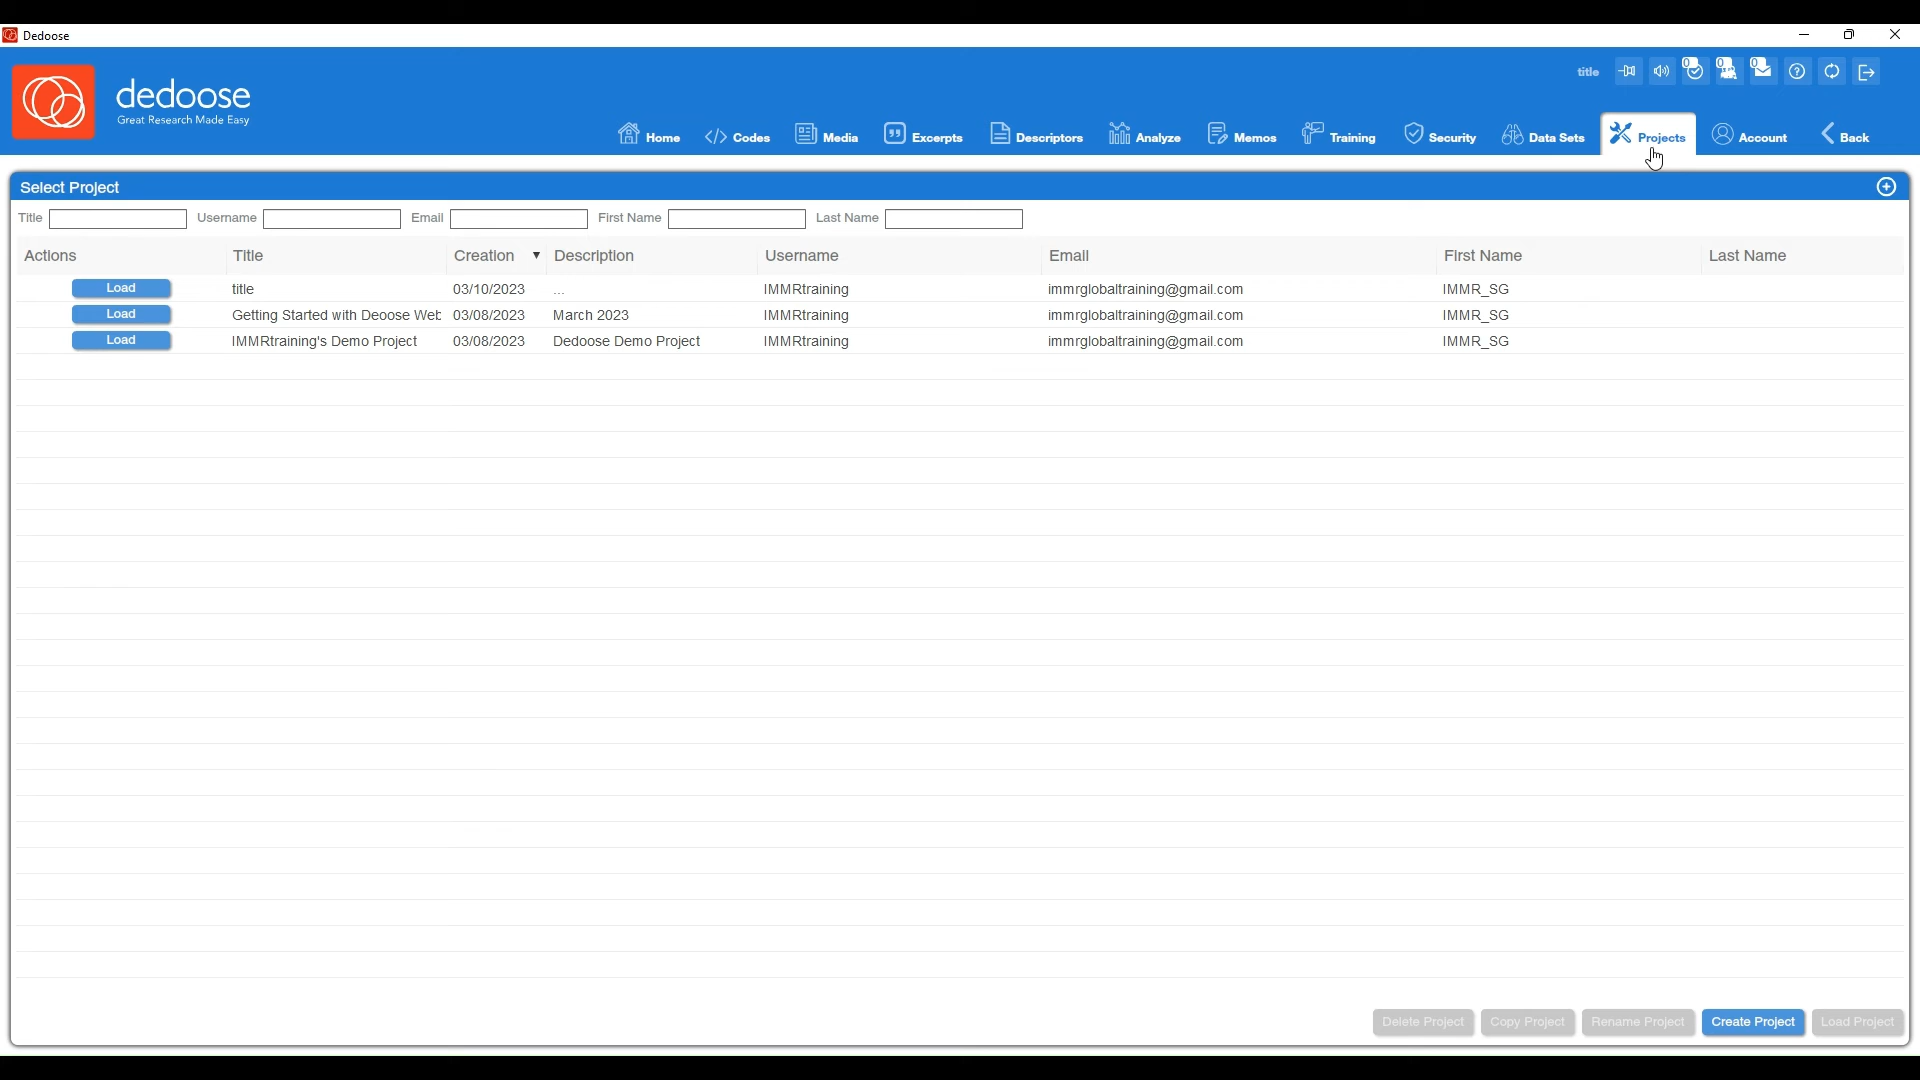 Dedoose
dedoose
Great Research Made Easy
title 0 0 0
Home Codes Media Excerpts Descriptors Analyze Memos Training Security Data Sets Projects Account Back
Select Project
Title Username Email First Name Last Name
Actions Title Creation Description Username Email First Name Last Name
Load title 03/10/2023 ... IMMRtraining immrglobaltraining@gmail.com IMMR_SG
Load Getting Started with Deoose Web 03/08/2023 March 2023 IMMRtraining immrglobaltraining@gmail.com IMMR_SG
Load IMMRtraining's Demo Project 03/08/2023 Dedoose Demo Project IMMRtraining immrglobaltraining@gmail.com IMMR_SG
Delete Project Copy Project Rename Project Create Project Load Project